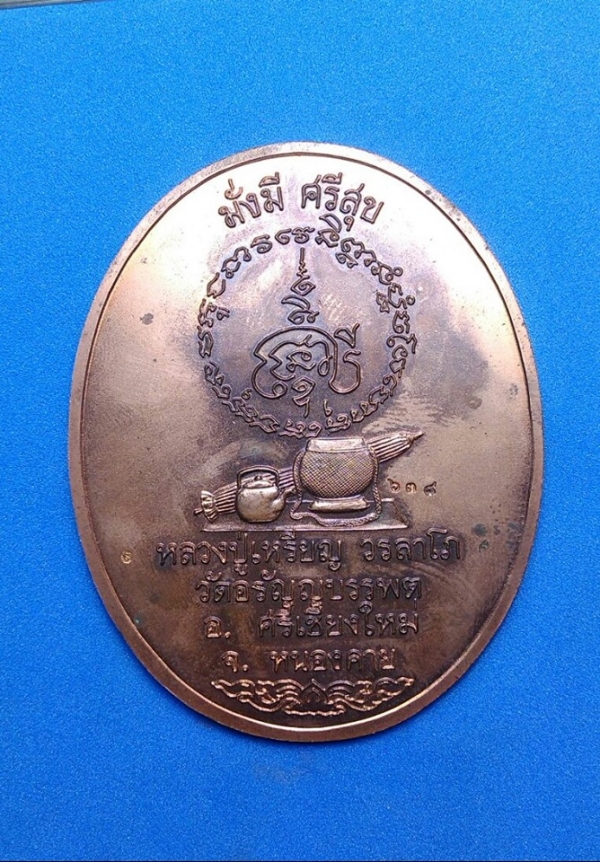 มั่งมี ศรีสุข
๖๓๘
หลวงปู่เหรียญ วรลาโภ
วัดอรัญญบรรพต
อ. ศรีเชียงใหม่
จ. หนองคาย